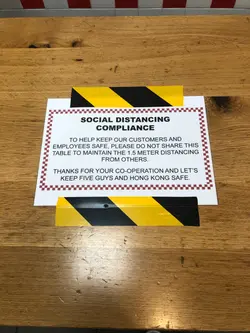 SOCIAL DISTANCING
COMPLIANCE
TO HELP KEEP OUR CUSTOMERS AND
EMPLOYEES SAFE, PLEASE DO NOT SHARE THIS
TABLE TO MAINTAIN THE 1.5 METER DISTANCING
FROM OTHERS.
THANKS FOR YOUR CO-OPERATION AND LET'S
KEEP FIVE GUYS AND HONG KONG SAFE.